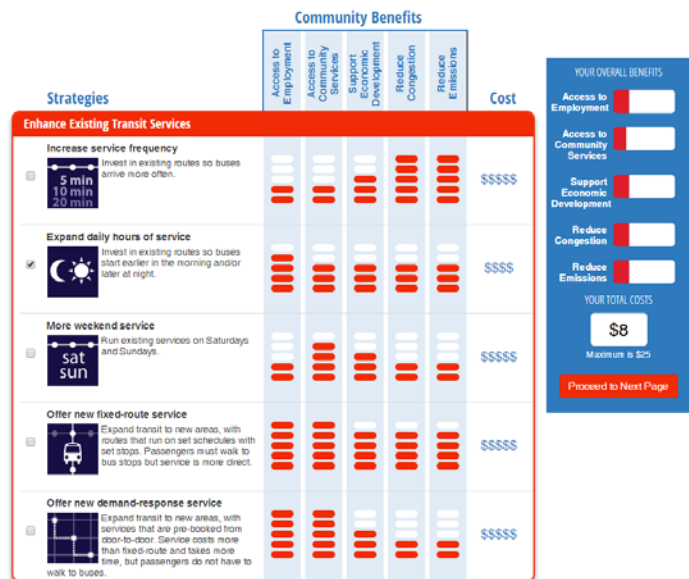 Community Benefits
Strategies
Access to
Employment
Access to
Community
Services
Support
Economic
Development
Reduce
Congestion
Reduce
Emissions
Cost
Enhance Existing Transit Services
Increase service frequency
5 min
10 min
20 min
Invest in existing routes so buses
arrive more often.
$$$$$
Expand daily hours of service
Invest in existing routes so buses
start earlier in the morning and/or
later at night.
$$$$
More weekend service
sat
sun
Run existing services on Saturdays
and Sundays.
$$$$$
Offer new fixed-route service
Expand transit to new areas, with
routes that run on set schedules with
set stops. Passengers must walk to
bus stops but service is more direct.
$$$$$
Offer new demand-response service
Expand transit to new areas, with
services that are pre-booked from
door-to-door. Service costs more
than fixed-route and takes more
time, but passengers do not have to
walk to buses.
$$$$$
YOUR OVERALL BENEFITS
Access to
Employment
Access to
Community
Services
Support
Economic
Development
Reduce
Congestion
Reduce
Emissions
YOUR TOTAL COSTS
$8
Maximum is $25
Proceed to Next Page